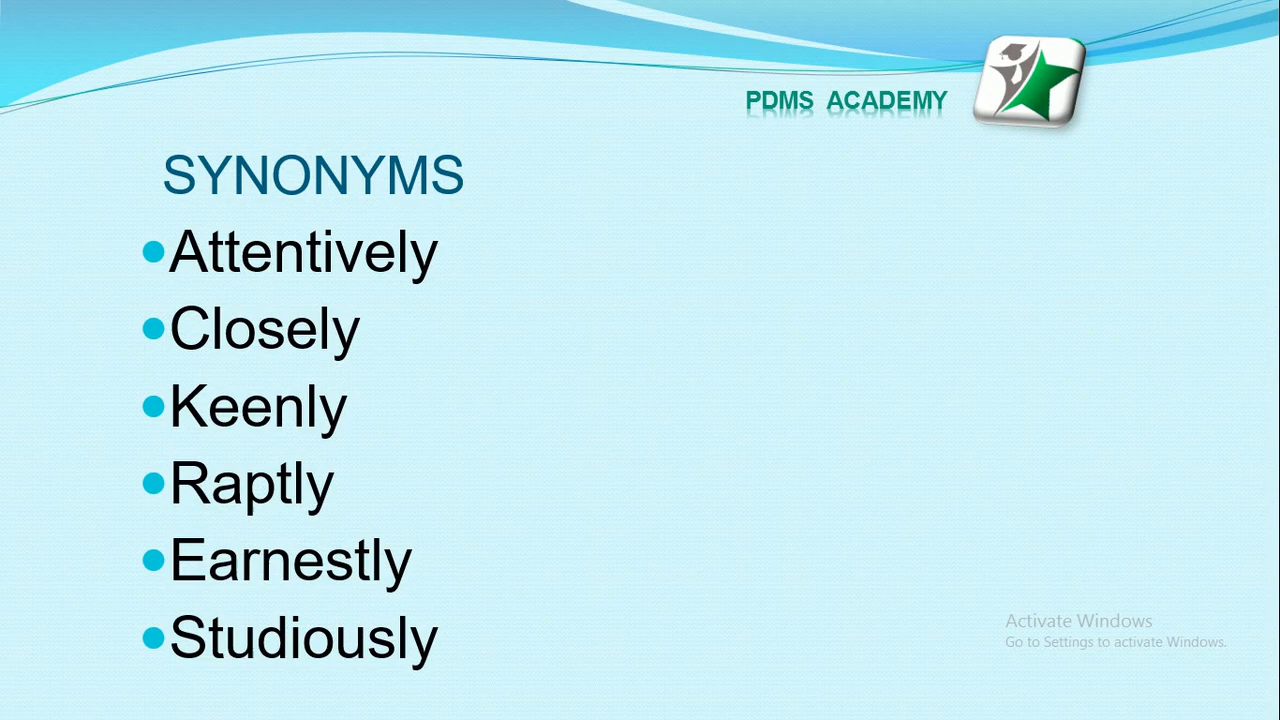 PDMS ACADEMY
SYNONYMS
Attentively
Closely
Keenly
Raptly
Earnestly
Studiously
Activate Windows
Go to Settings to activate Windows.